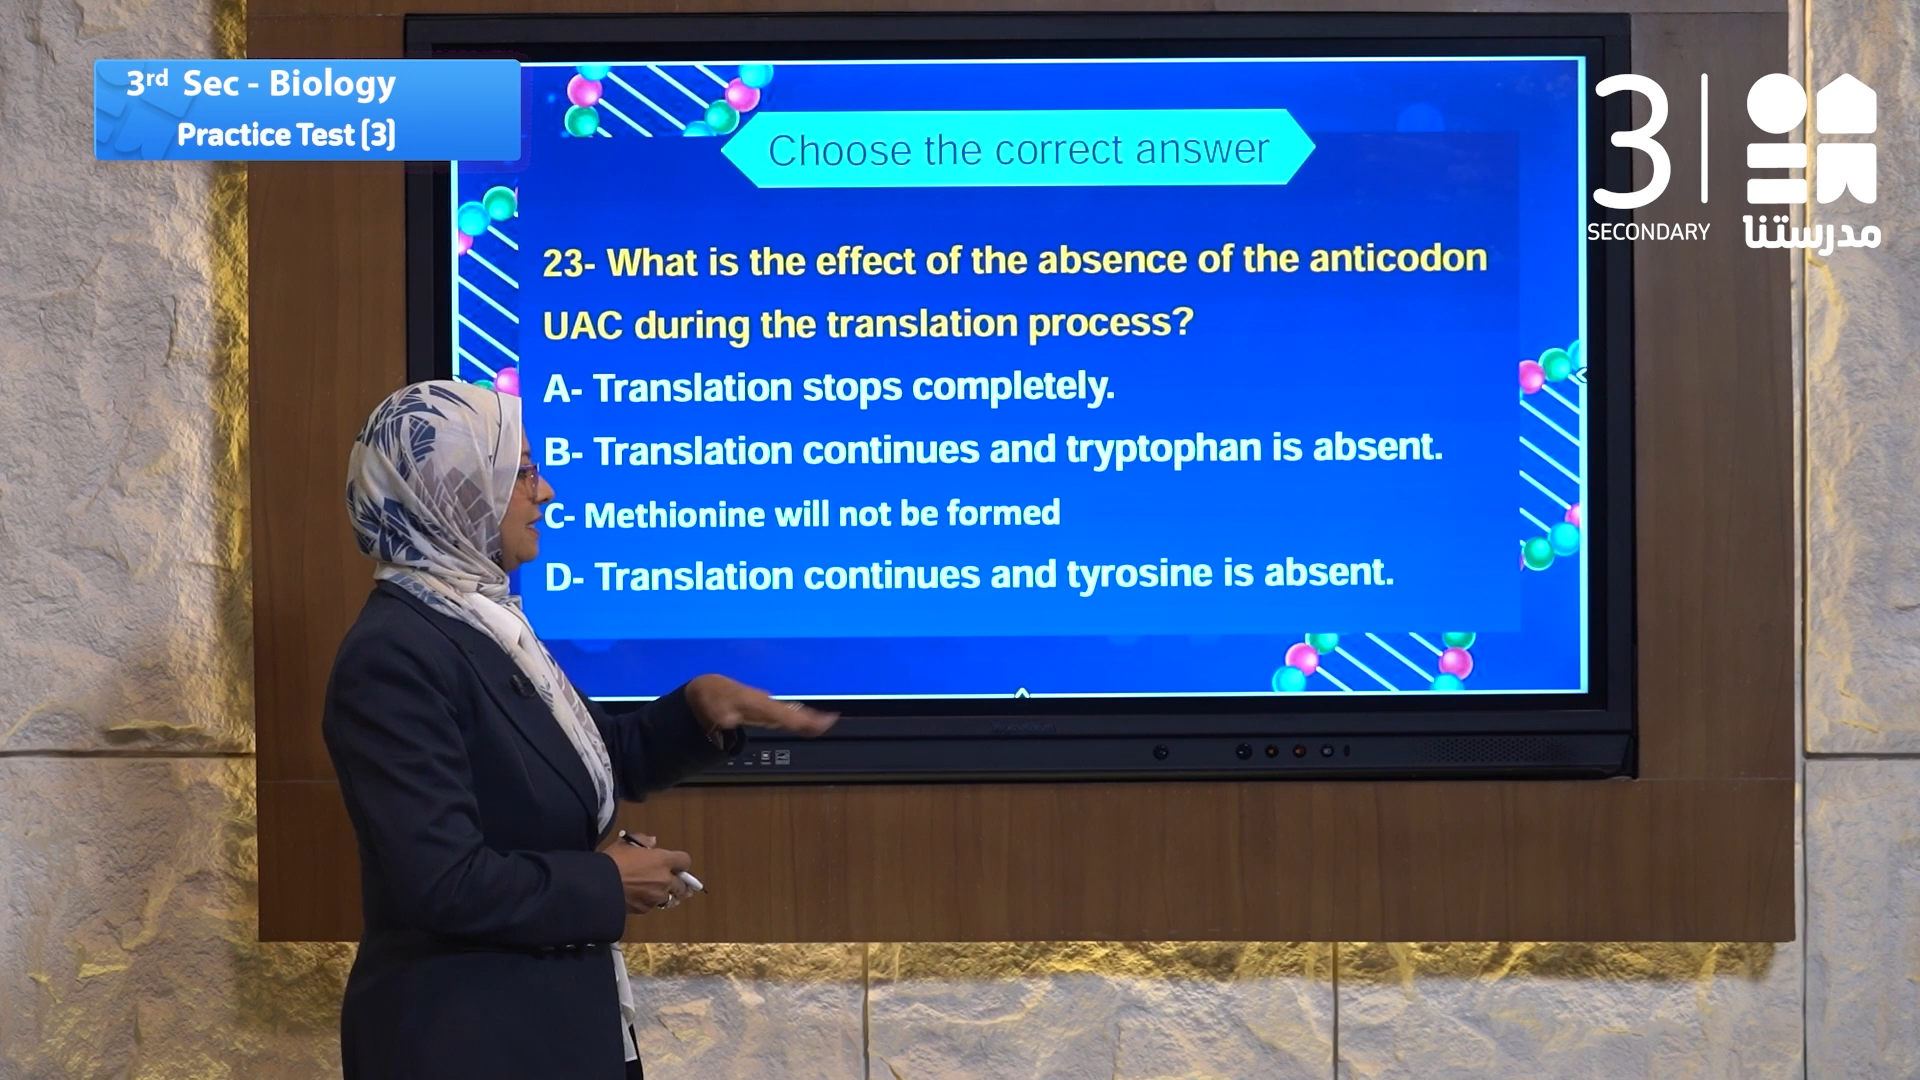 3rd Sec - Biology
Practice Test [3]
Choose the correct answer
23- What is the effect of the absence of the anticodon
UAC during the translation process?
A- Translation stops completely.
B- Translation continues and tryptophan is absent.
C- Methionine will not be formed
D- Translation continues and tyrosine is absent.
3
SECONDARY
مدرستنا